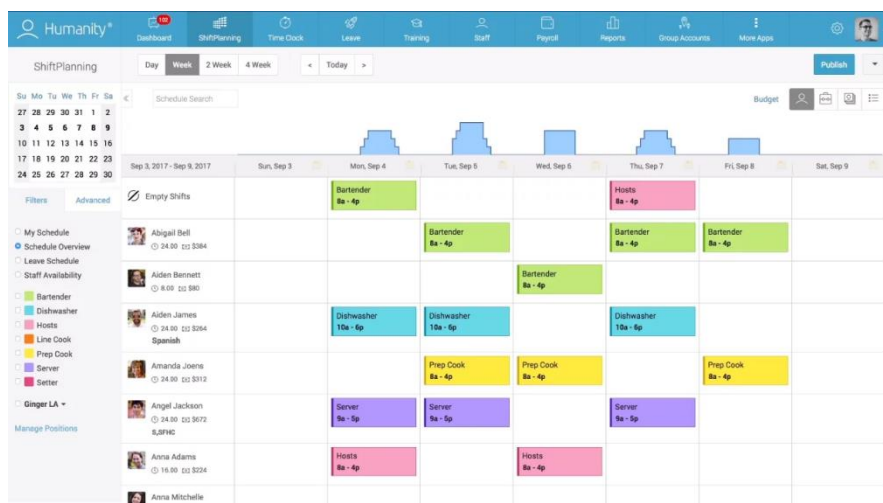 Humanity®
102
Dashboard
ShiftPlanning
Time Clock
Leave
Training
Staff
Payroll
Reports
Group Accounts
More Apps
ShiftPlanning
Day Week 2 Week 4 Week < Today >
Publish
Su Mo Tu We Th Fr Sa
27 28 29 30 31 1 2
3 4 5 6 7 8 9
10 11 12 13 14 15 16
17 18 19 20 21 22 23
24 25 26 27 28 29 30
Filters Advanced
My Schedule
Schedule Overview
Leave Schedule
Staff Availability
Bartender
Dishwasher
Hosts
Line Cook
Prep Cook
Server
Setter
Ginger LA
Manage Positions
Schedule Search
Budget
Sep 3, 2017 - Sep 9, 2017 Sun, Sep 3 Mon, Sep 4 Tue, Sep 5 Wed, Sep 6 Thu, Sep 7 Fri, Sep 8 Sat, Sep 9
Empty Shifts
Bartender
8a - 4p
Hosts
8a - 4p
Abigail Bell
24.00 $384
Bartender
8a - 4p
Bartender
8a - 4p
Bartender
8a - 4p
Aiden Bennett
8.00 $80
Bartender
8a - 4p
Aiden James
24.00 $264
Spanish
Dishwasher
10a - 6p
Dishwasher
10a - 6p
Dishwasher
10a - 6p
Amanda Joens
24.00 $312
Prep Cook
8a - 4p
Prep Cook
8a - 4p
Prep Cook
8a - 4p
Angel Jackson
24.00 $672
S,SFHC
Server
9a - 5p
Server
9a - 5p
Server
9a - 5p
Anna Adams
16.00 $224
Hosts
8a - 4p
Hosts
8a - 4p
Anna Mitchelle